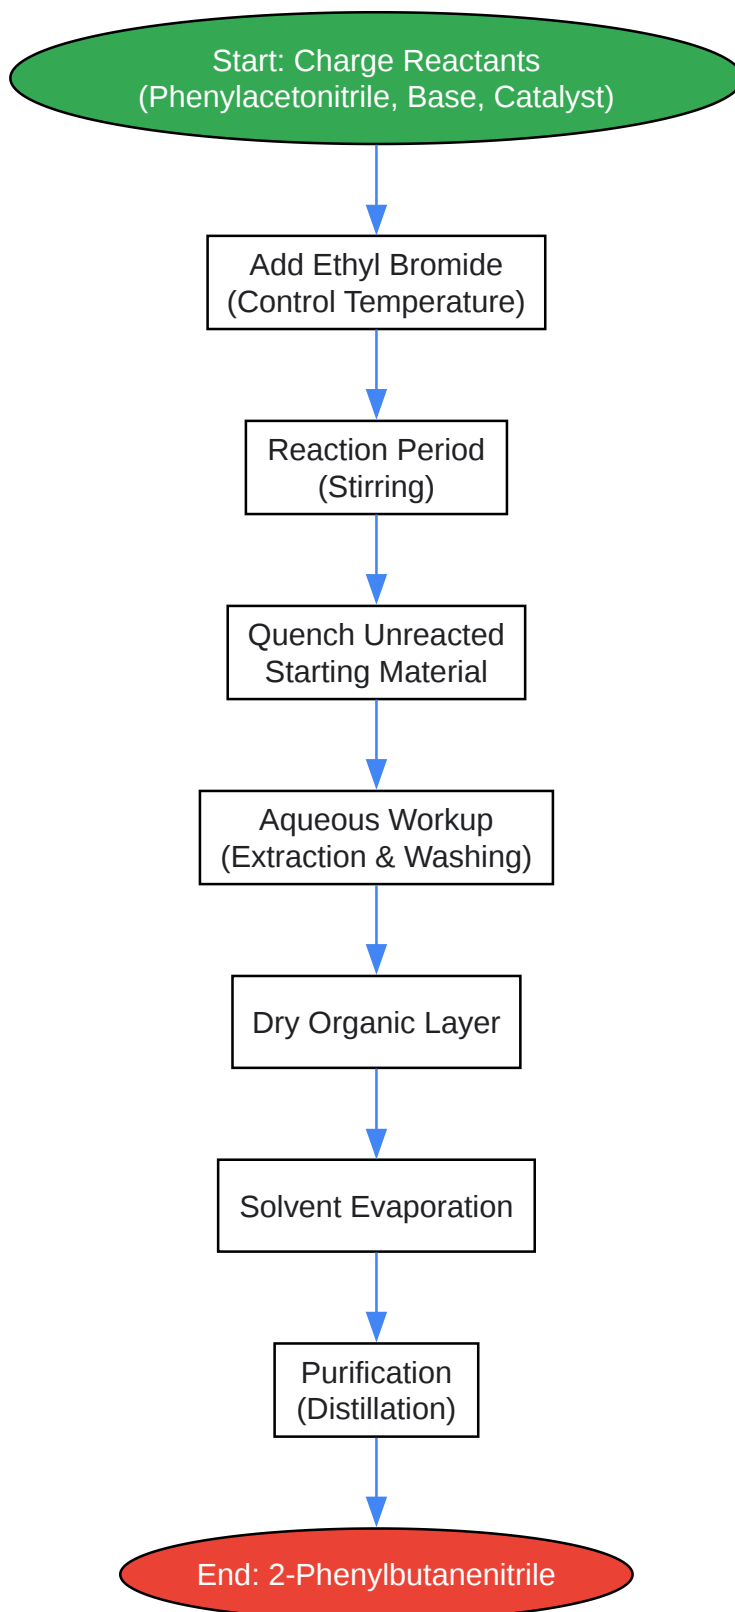 Start: Charge Reactants
(Phenylacetonitrile, Base, Catalyst)
Add Ethyl Bromide
(Control Temperature)
Reaction Period
(Stirring)
Quench Unreacted
Starting Material
Aqueous Workup
(Extraction & Washing)
Dry Organic Layer
Solvent Evaporation
Purification
(Distillation)
End: 2-Phenylbutanenitrile